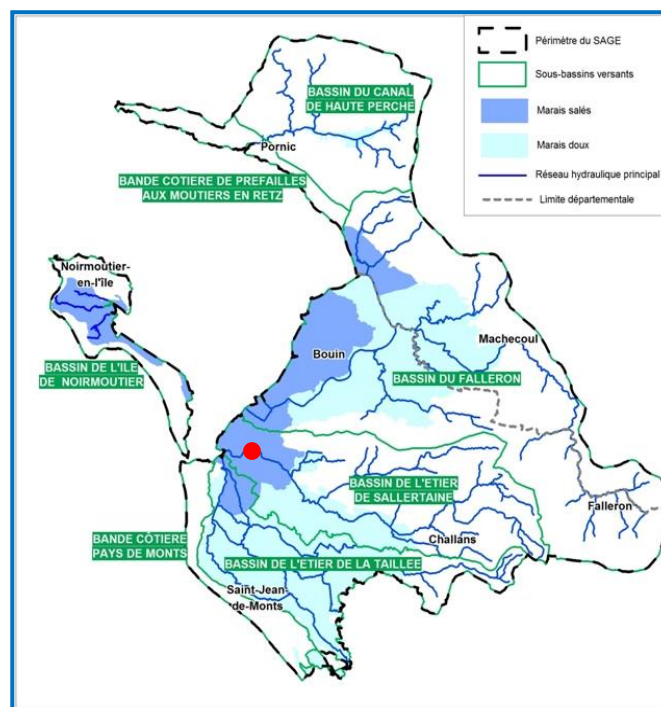 Périmètre du SAGE
Sous-bassins versants
Marais salés
Marais doux
Réseau hydraulique principal
Limite départementale
BASSIN DU CANAL
DE HAUTE PERCHE
Pornic
BANDE COTIERE DE PREFAILLES
AUX MOUTIERS EN RETZ
Noirmoutier-
en-l'île
Machecoul
Bouin
BASSIN DE L'ILE
DE NOIRMOUTIER
BASSIN DU FALLERON
BASSIN DE L'ETIER
DE SALLERTAINE
Falleron
BANDE CÔTIERE
PAYS DE MONTS
Challans
BASSIN DE L'ETIER DE LA TAILLEE
Saint-Jean-
de-Monts